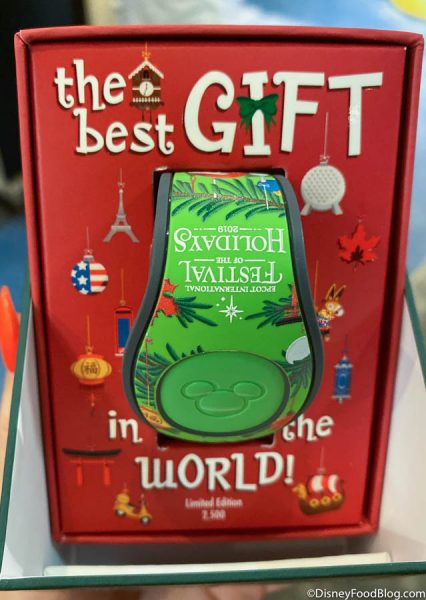 the
best GIFT
EPCOT INTERNATIONAL
FESTIVAL
OF THE
HOLIDAYS
2019
in the
WORLD!
Limited Edition
2,500
©DisneyFoodBlog.com